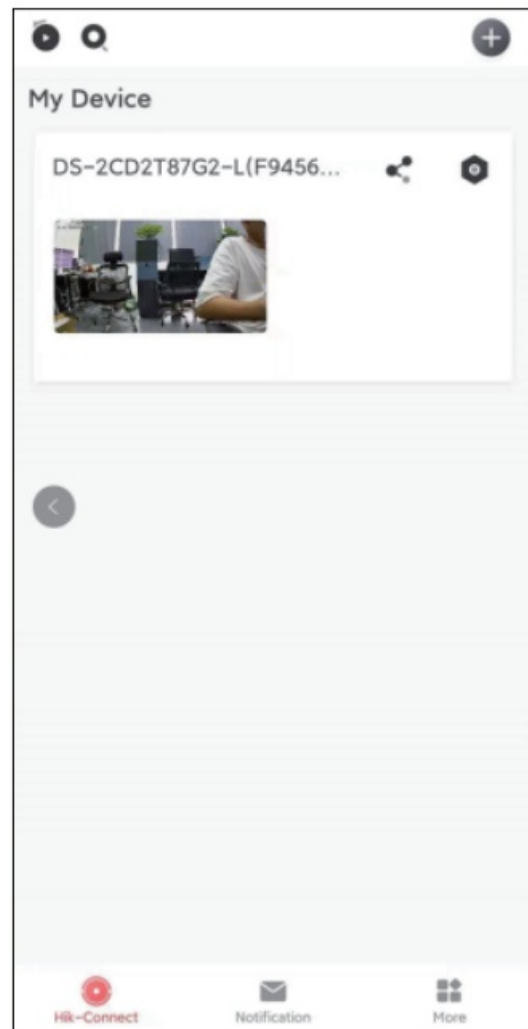 My Device
DS-2CD2T87G2-L(F9456...
Hik-Connect
Notification
More